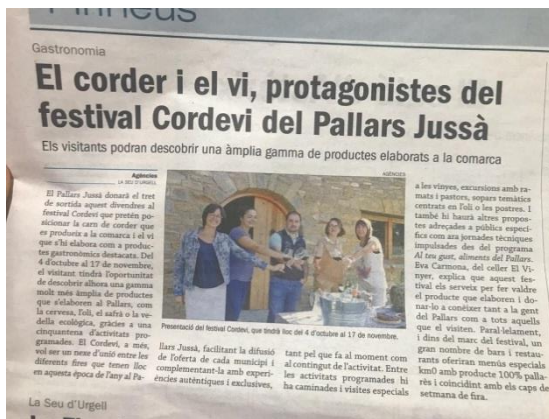 Pirineus
Gastronomia
El corder i el vi, protagonistes del
festival Cordevi del Pallars Jussà
Els visitants podran descobrir una àmplia gamma de productes elaborats a la comarca
Agències
LA SEU D'URGELL
El Pallars Jussà donarà el tret
de sortida aquest divendres al
festival Cordevi que pretén po-
sicionar la carn de corder que
es produeix a la comarca i el vi
que s'hi elabora com a produc-
tes gastronòmics destacats. Del
4 d'octubre al 17 de novembre,
el visitant tindrà l'oportunitat
de descobrir alhora una gamma
molt més àmplia de productes
que s'elaboren al Pallars, com
la cervesa, l'oli, el safrà o la ve-
della ecològica, gràcies a una
cinquantena d'activitats pro-
gramades. El Cordevi, a més,
vol ser un nexe d'unió entre les
diferents fires que tenen lloc
en aquesta època de l'any al Pa-
AGÈNCIES
Presentació del festival Cordevi, que tindrà lloc del 4 d'octubre al 17 de novembre.
llars Jussà, facilitant la difusió
de l'oferta de cada municipi i
complementant-la amb experi-
ències autèntiques i exclusives,
tant pel que fa al moment com
al contingut de l'activitat. Entre
les activitats programades hi
ha caminades i visites especials
a les vinyes, excursions amb ra-
mats i pastors, sopars temàtics
centrats en l'oli o les postres. I
també hi haurà altres propos-
tes adreçades a públics especí-
fics com ara jornades tècniques
impulsades des del programa
Al teu gust, aliments del Pallars.
Eva Carmona, del celler El Vi-
nyer, explica que aquest fes-
tival els serveix per fer valdre
el producte que elaboren i do-
nar-lo a conèixer tant a la gent
del Pallars com a tots aquells
que el visiten. Paral·lelament,
i dins del marc del festival, un
gran nombre de bars i restau-
rants oferiran menús especials
km0 amb producte 100% palla-
rès i coincidint amb els caps de
setmana de fira.
La Seu d'Urgell